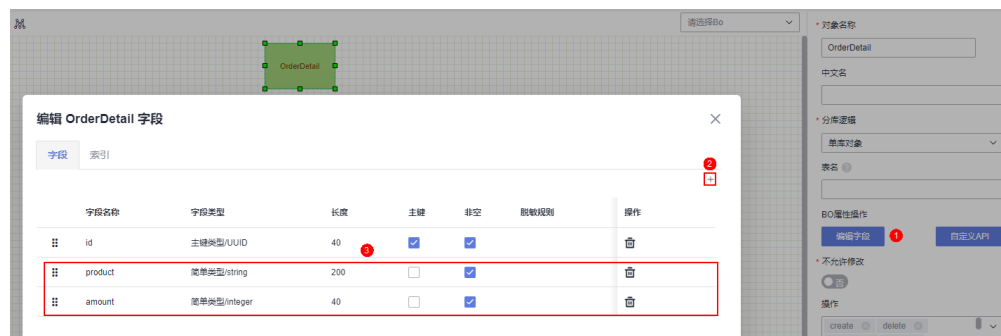 请选择Bo
OrderDetail
编辑 OrderDetail 字段
字段 索引
2
+
字段名称 字段类型 长度 主键 非空 脱敏规则 操作
id 主键类型/UUID 40
3
product 简单类型/string 200
amount 简单类型/integer 40
* 对象名称
OrderDetail
中文名
* 分库逻辑
单库对象
表名
BO属性操作
编辑字段 1 自定义API
* 不允许修改
否
操作
create delete